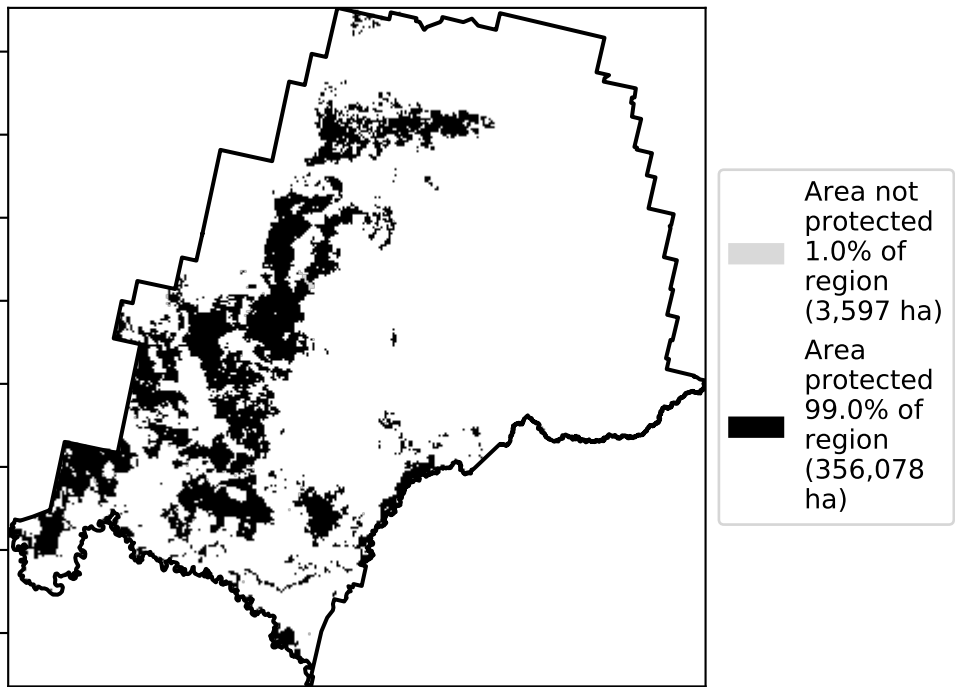 Area not
protected
1.0% of
region
(3,597 ha)
Area
protected
99.0% of
region
(356,078
ha)